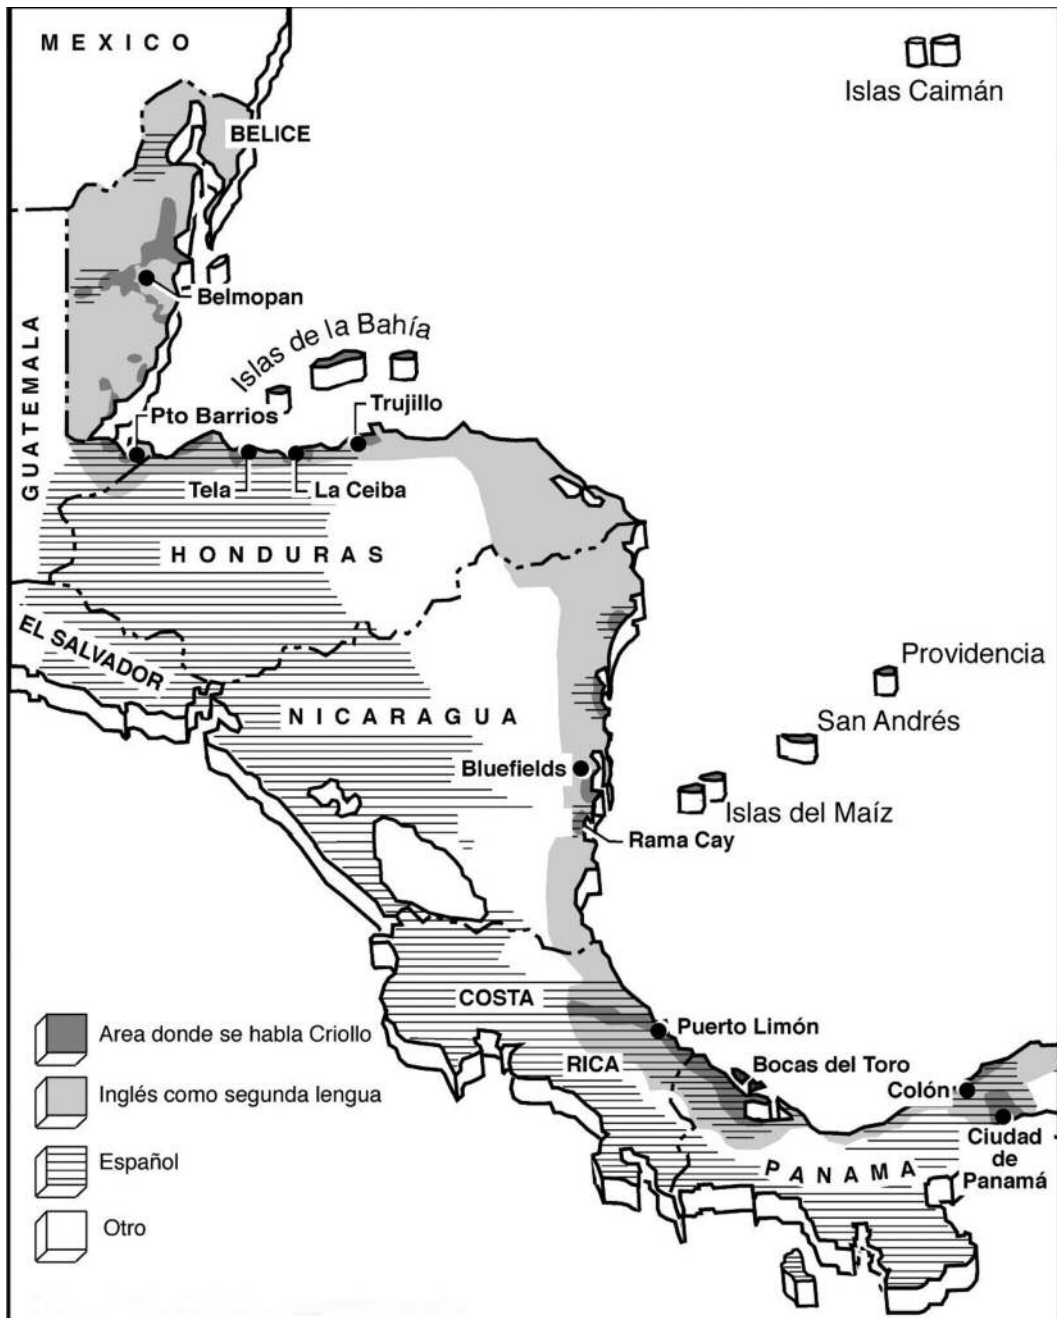 MEXICO
Islas Caimán
BELICE
Belmopan
GUATEMALA
Islas de la Bahía
Trujillo
Pto Barrios
Tela
La Ceiba
HONDURAS
EL SALVADOR
Providencia
San Andrés
NICARAGUA
Bluefields
Islas del Maíz
Rama Cay
COSTA
RICA
Puerto Limón
Bocas del Toro
Colón
Ciudad
de
Panamá
PANAMA
Area donde se habla Criollo
Inglés como segunda lengua
Español
Otro